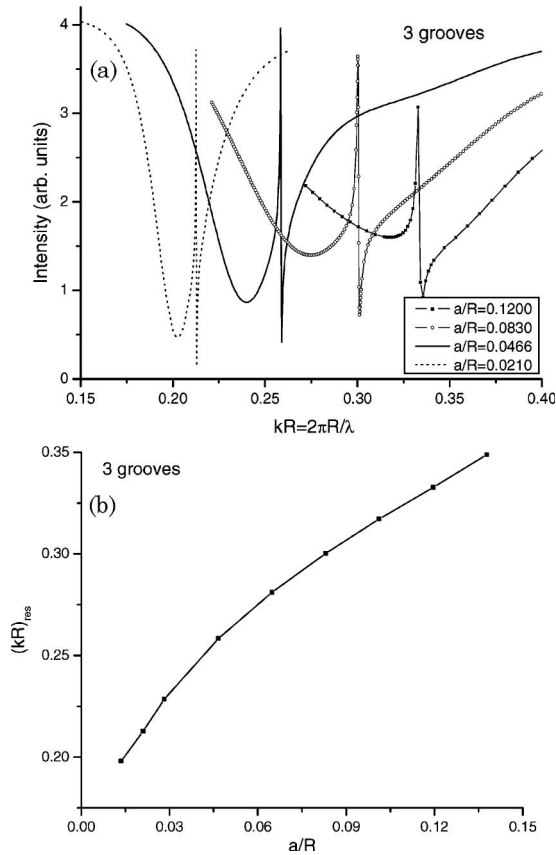 4
3
2
1
0
Intensity (arb. units)
(a)
3 grooves
a/R=0.1200
a/R=0.0830
a/R=0.0466
a/R=0.0210
0.15 0.20 0.25 0.30 0.35 0.40
kR=2πR/λ
0.35
0.30
0.25
0.20
(kR)res
3 grooves
(b)
0.00 0.03 0.06 0.09 0.12 0.15
a/R